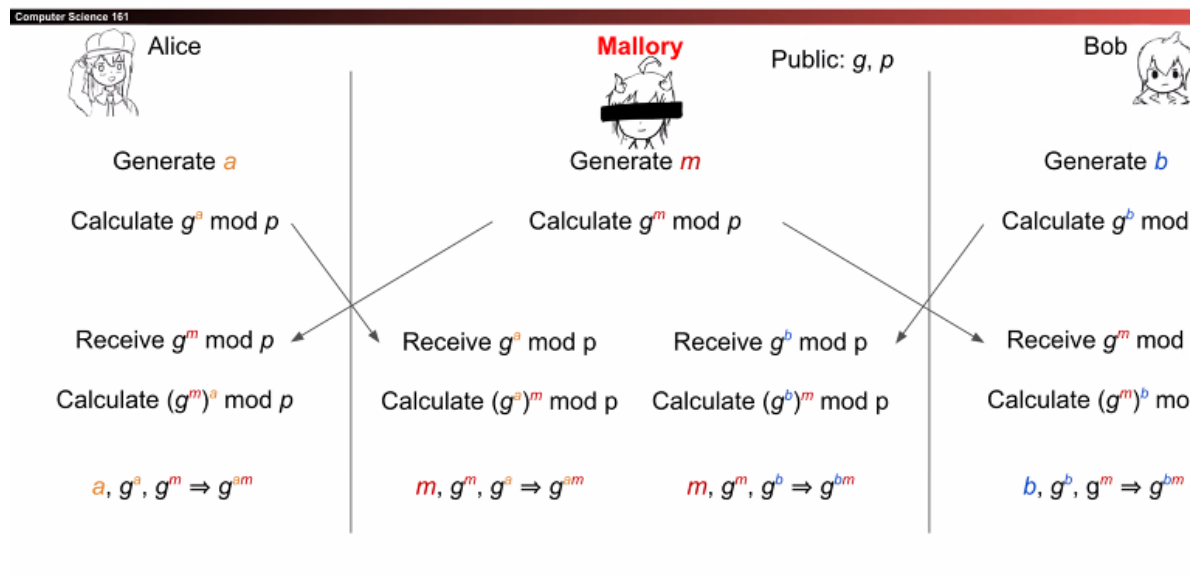 Computer Science 161
Alice
Mallory
Public: g, p
Bob
Generate a
Generate m
Generate b
Calculate gᵃ mod p
Calculate gᵐ mod p
Calculate gᵇ mod
Receive gᵐ mod p
Receive gᵃ mod p
Receive gᵇ mod p
Receive gᵐ mod
Calculate (gᵐ)ᵃ mod p
Calculate (gᵃ)ᵐ mod p
Calculate (gᵇ)ᵐ mod p
Calculate (gᵐ)ᵇ mo
a, gᵃ, gᵐ ⇒ gᵃᵐ
m, gᵐ, gᵃ ⇒ gᵃᵐ
m, gᵐ, gᵇ ⇒ gᵇᵐ
b, gᵇ, gᵐ ⇒ gᵇᵐ